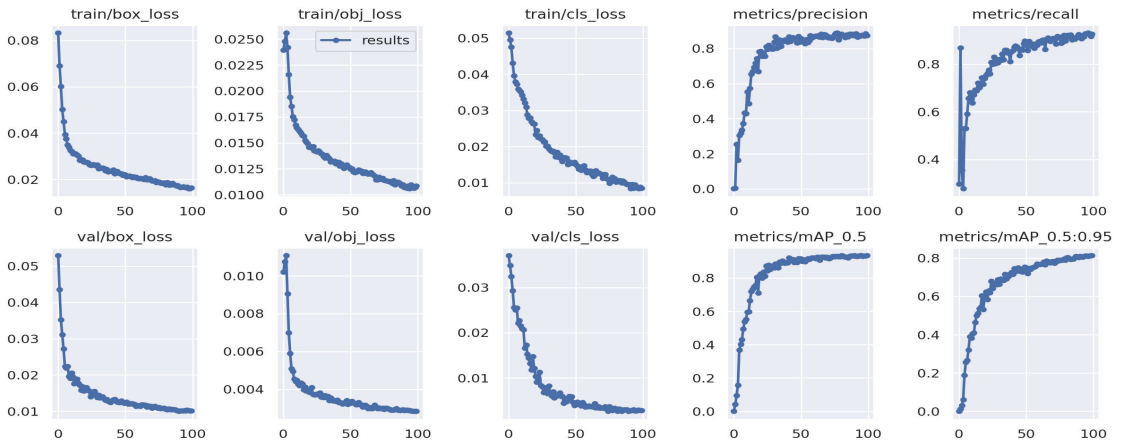 train/box_loss
train/obj_loss
train/cls_loss
metrics/precision
metrics/recall
0.08
0.06
0.04
0.02
0 50 100
0.0250
0.0225
0.0200
0.0175
0.0150
0.0125
0.0100
results
0 50 100
0.05
0.04
0.03
0.02
0.01
0 50 100
0.8
0.6
0.4
0.2
0.0
0 50 100
0.8
0.6
0.4
0 50 100
val/box_loss
val/obj_loss
val/cls_loss
metrics/mAP_0.5
metrics/mAP_0.5:0.95
0.05
0.04
0.03
0.02
0.01
0 50 100
0.010
0.008
0.006
0.004
0 50 100
0.03
0.02
0.01
0 50 100
0.8
0.6
0.4
0.2
0.0
0 50 100
0.8
0.6
0.4
0.2
0.0
0 50 100